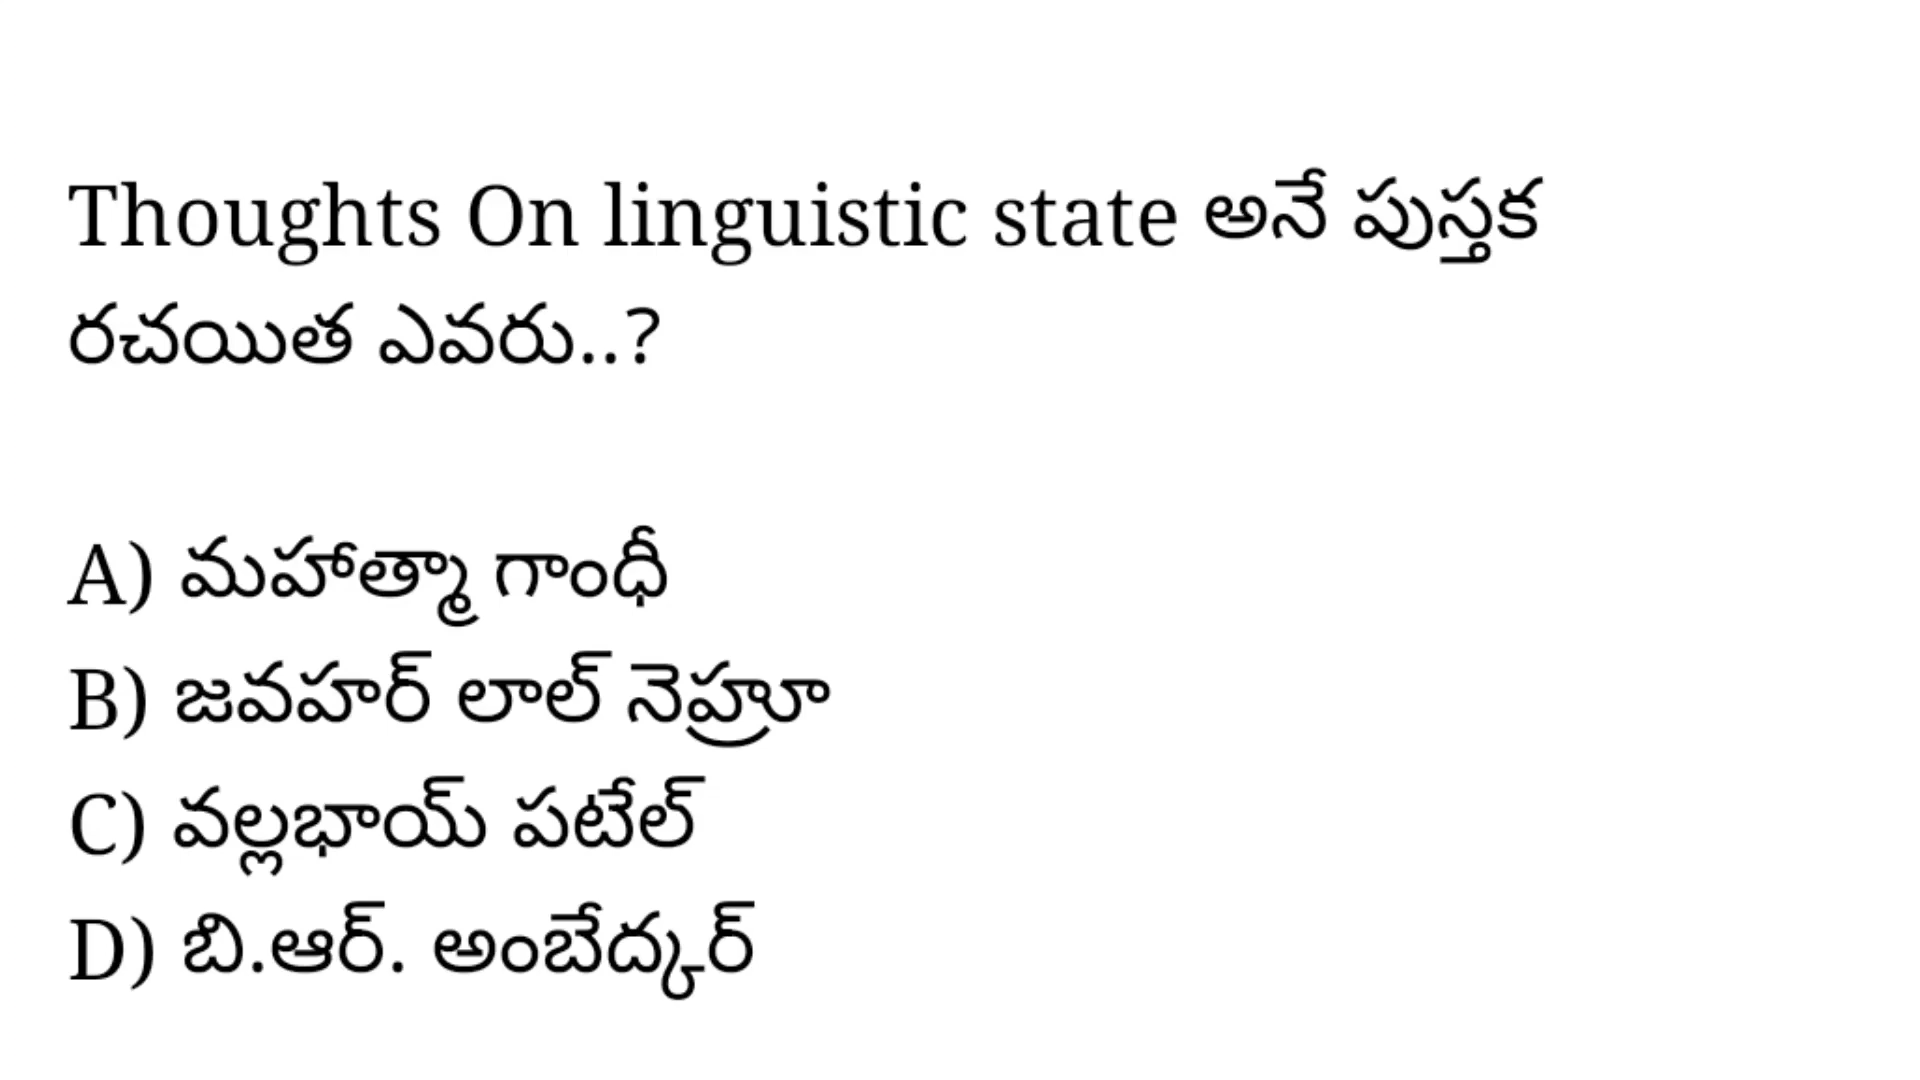 Thoughts On linguistic state అనే పుస్తక
రచయిత ఎవరు..?
A) మహాత్మా గాంధీ
B) జవహర్ లాల్ నెహ్రూ
C) వల్లభాయ్ పటేల్
D) బి.ఆర్. అంబేద్కర్